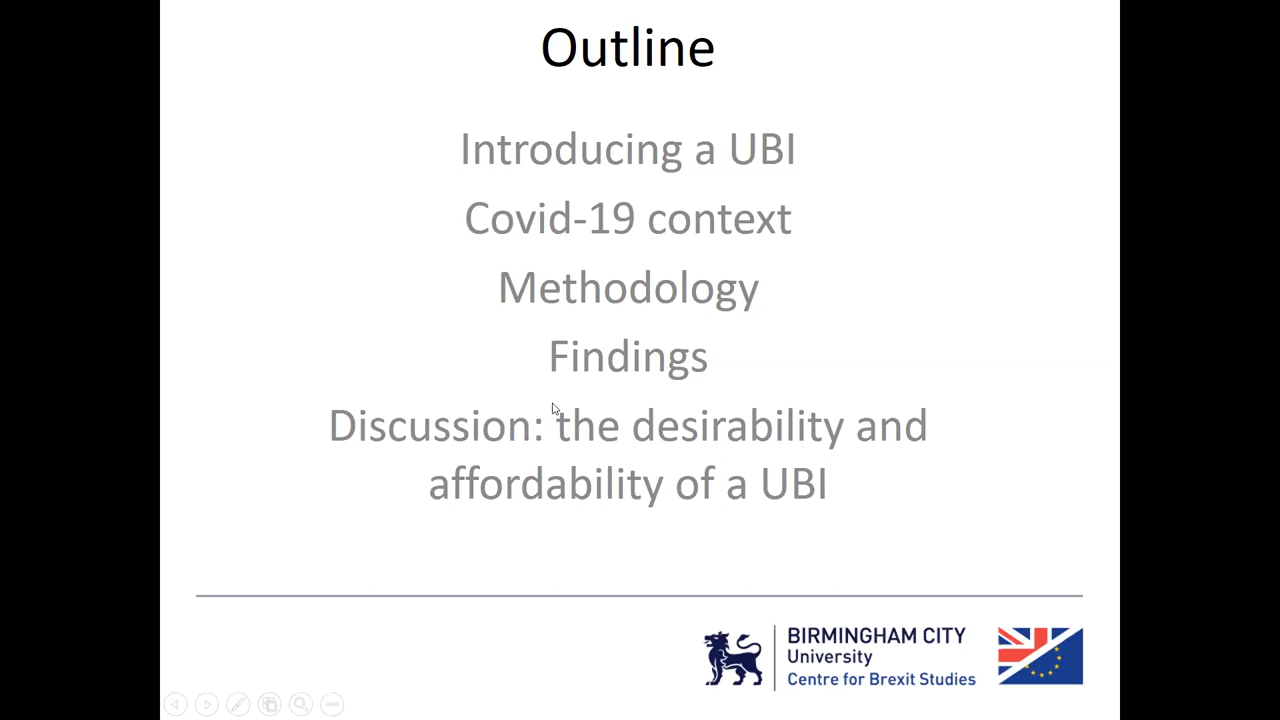 Outline
Introducing a UBI
Covid-19 context
Methodology
Findings
Discussion: the desirability and
affordability of a UBI
BIRMINGHAM CITY
University
Centre for Brexit Studies